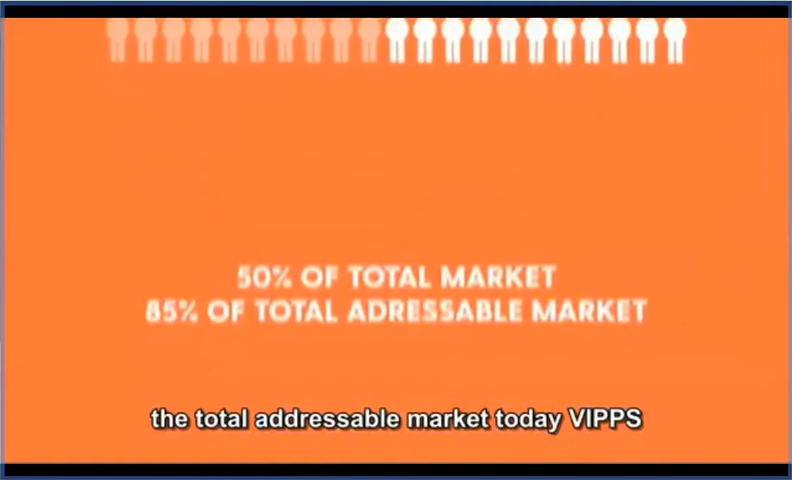 50% OF TOTAL MARKET
85% OF TOTAL ADRESSABLE MARKET
the total addressable market today VIPPS